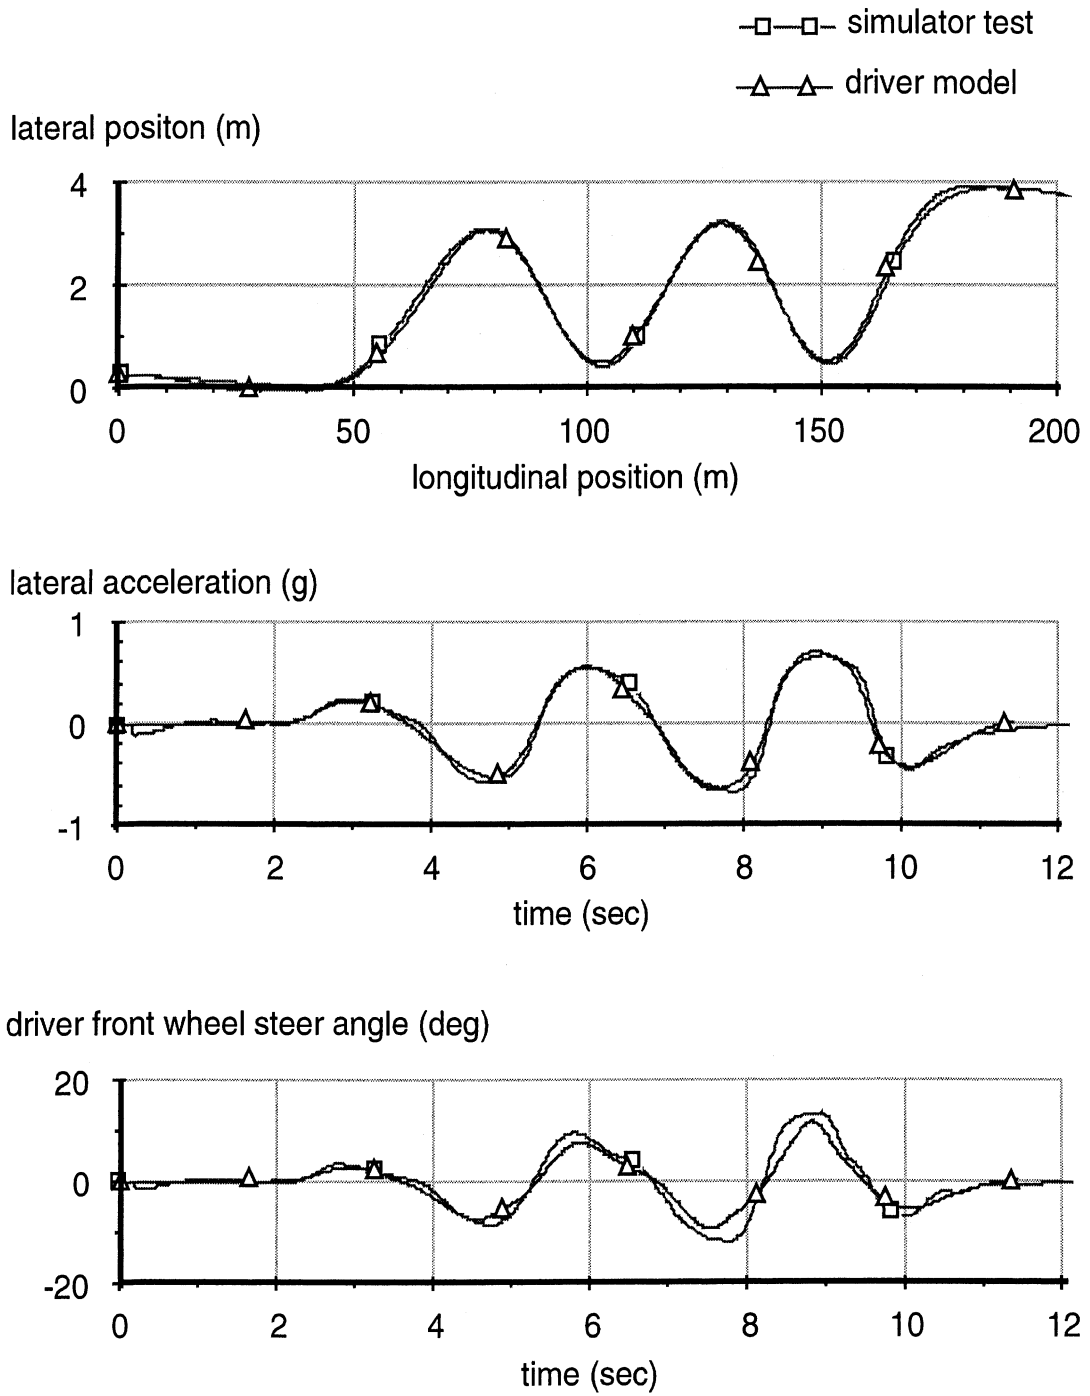 simulator test
driver model
lateral positon (m)
4
2
0
0 50 100 150 200
longitudinal position (m)
lateral acceleration (g)
1
0
-1
0 2 4 6 8 10 12
time (sec)
driver front wheel steer angle (deg)
20
0
-20
0 2 4 6 8 10 12
time (sec)